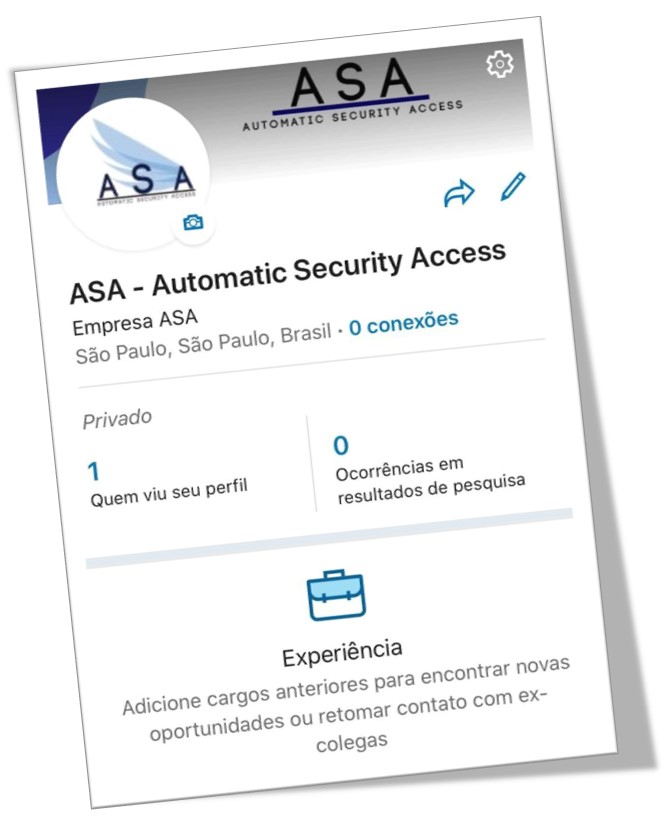 ASA
AUTOMATIC SECURITY ACCESS
ASA
AUTOMATIC SECURITY ACCESS
ASA - Automatic Security Access
Empresa ASA
São Paulo, São Paulo, Brasil · 0 conexões
Privado
1
Quem viu seu perfil
0
Ocorrências em
resultados de pesquisa
Experiência
Adicione cargos anteriores para encontrar novas
oportunidades ou retomar contato com ex-
colegas